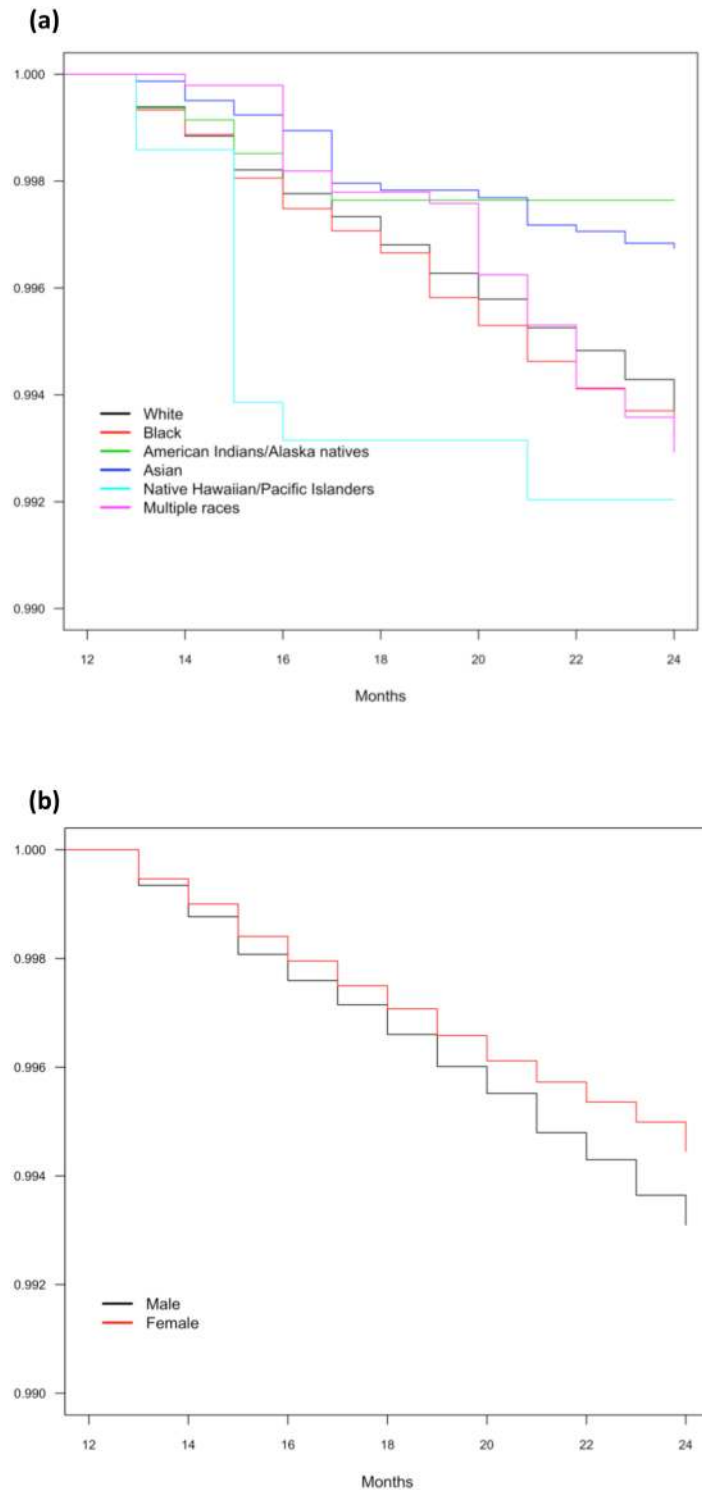 (a)
1.000
0.998
0.996
0.994
0.992
0.990
White
Black
American Indians/Alaska natives
Asian
Native Hawaiian/Pacific Islanders
Multiple races
12 14 16 18 20 22 24
Months
(b)
1.000
0.998
0.996
0.994
0.992
0.990
Male
Female
12 14 16 18 20 22 24
Months